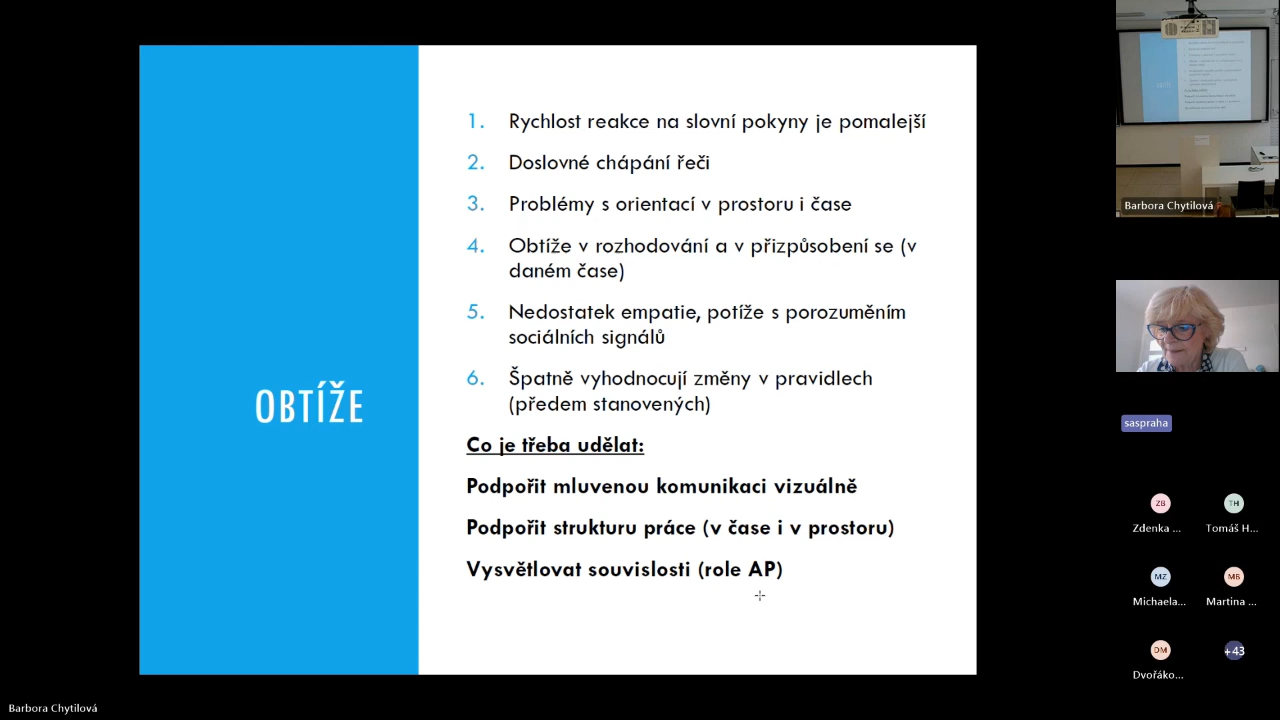 OBTÍŽE
1. Rychlost reakce na slovní pokyny je pomalejší
2. Doslovné chápání řeči
3. Problémy s orientací v prostoru i čase
4. Obtíže v rozhodování a v přizpůsobení se (v
daném čase)
5. Nedostatek empatie, potíže s porozuměním
sociálních signálů
6. Špatně vyhodnocují změny v pravidlech
(předem stanovených)
Co je třeba udělat:
Podpořit mluvenou komunikaci vizuálně
Podpořit strukturu práce (v čase i v prostoru)
Vysvětlovat souvislosti (role AP)
Barbora Chytilová
saspraha
ZB
TH
Zdenka ...
Tomáš H...
MZ
MB
Michaela...
Martina ...
DM
+43
Dvořáko...
Barbora Chytilová